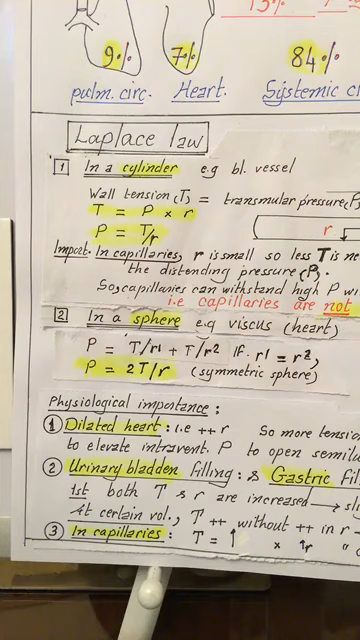 9% 7% 84%
pulm. circ. Heart. Systemic ci
Laplace law
1 In a cylinder e.g bl. vessel
Wall tension (T) = transmular pressure (P
T = P × r
P = T/r
r
Import. In capillaries, r is small so less T is ne
the distending pressure (P).
So, capillaries can withstand high P wi
i.e capillaries are not
2 In a sphere e.g viscus (heart)
P = T/r1 + T/r2 If r1 = r2,
P = 2T/r (symmetric sphere)
Physiological importance:
1 Dilated heart: i.e ++ r So more tensio
to elevate intravent. P to open semilu
2 Urinary bladden filling: & Gastric fil
1st both T & r are increased → sli
At certain vol., T ++ without ++ in r
3 In capillaries: T = ↑ × ↑r